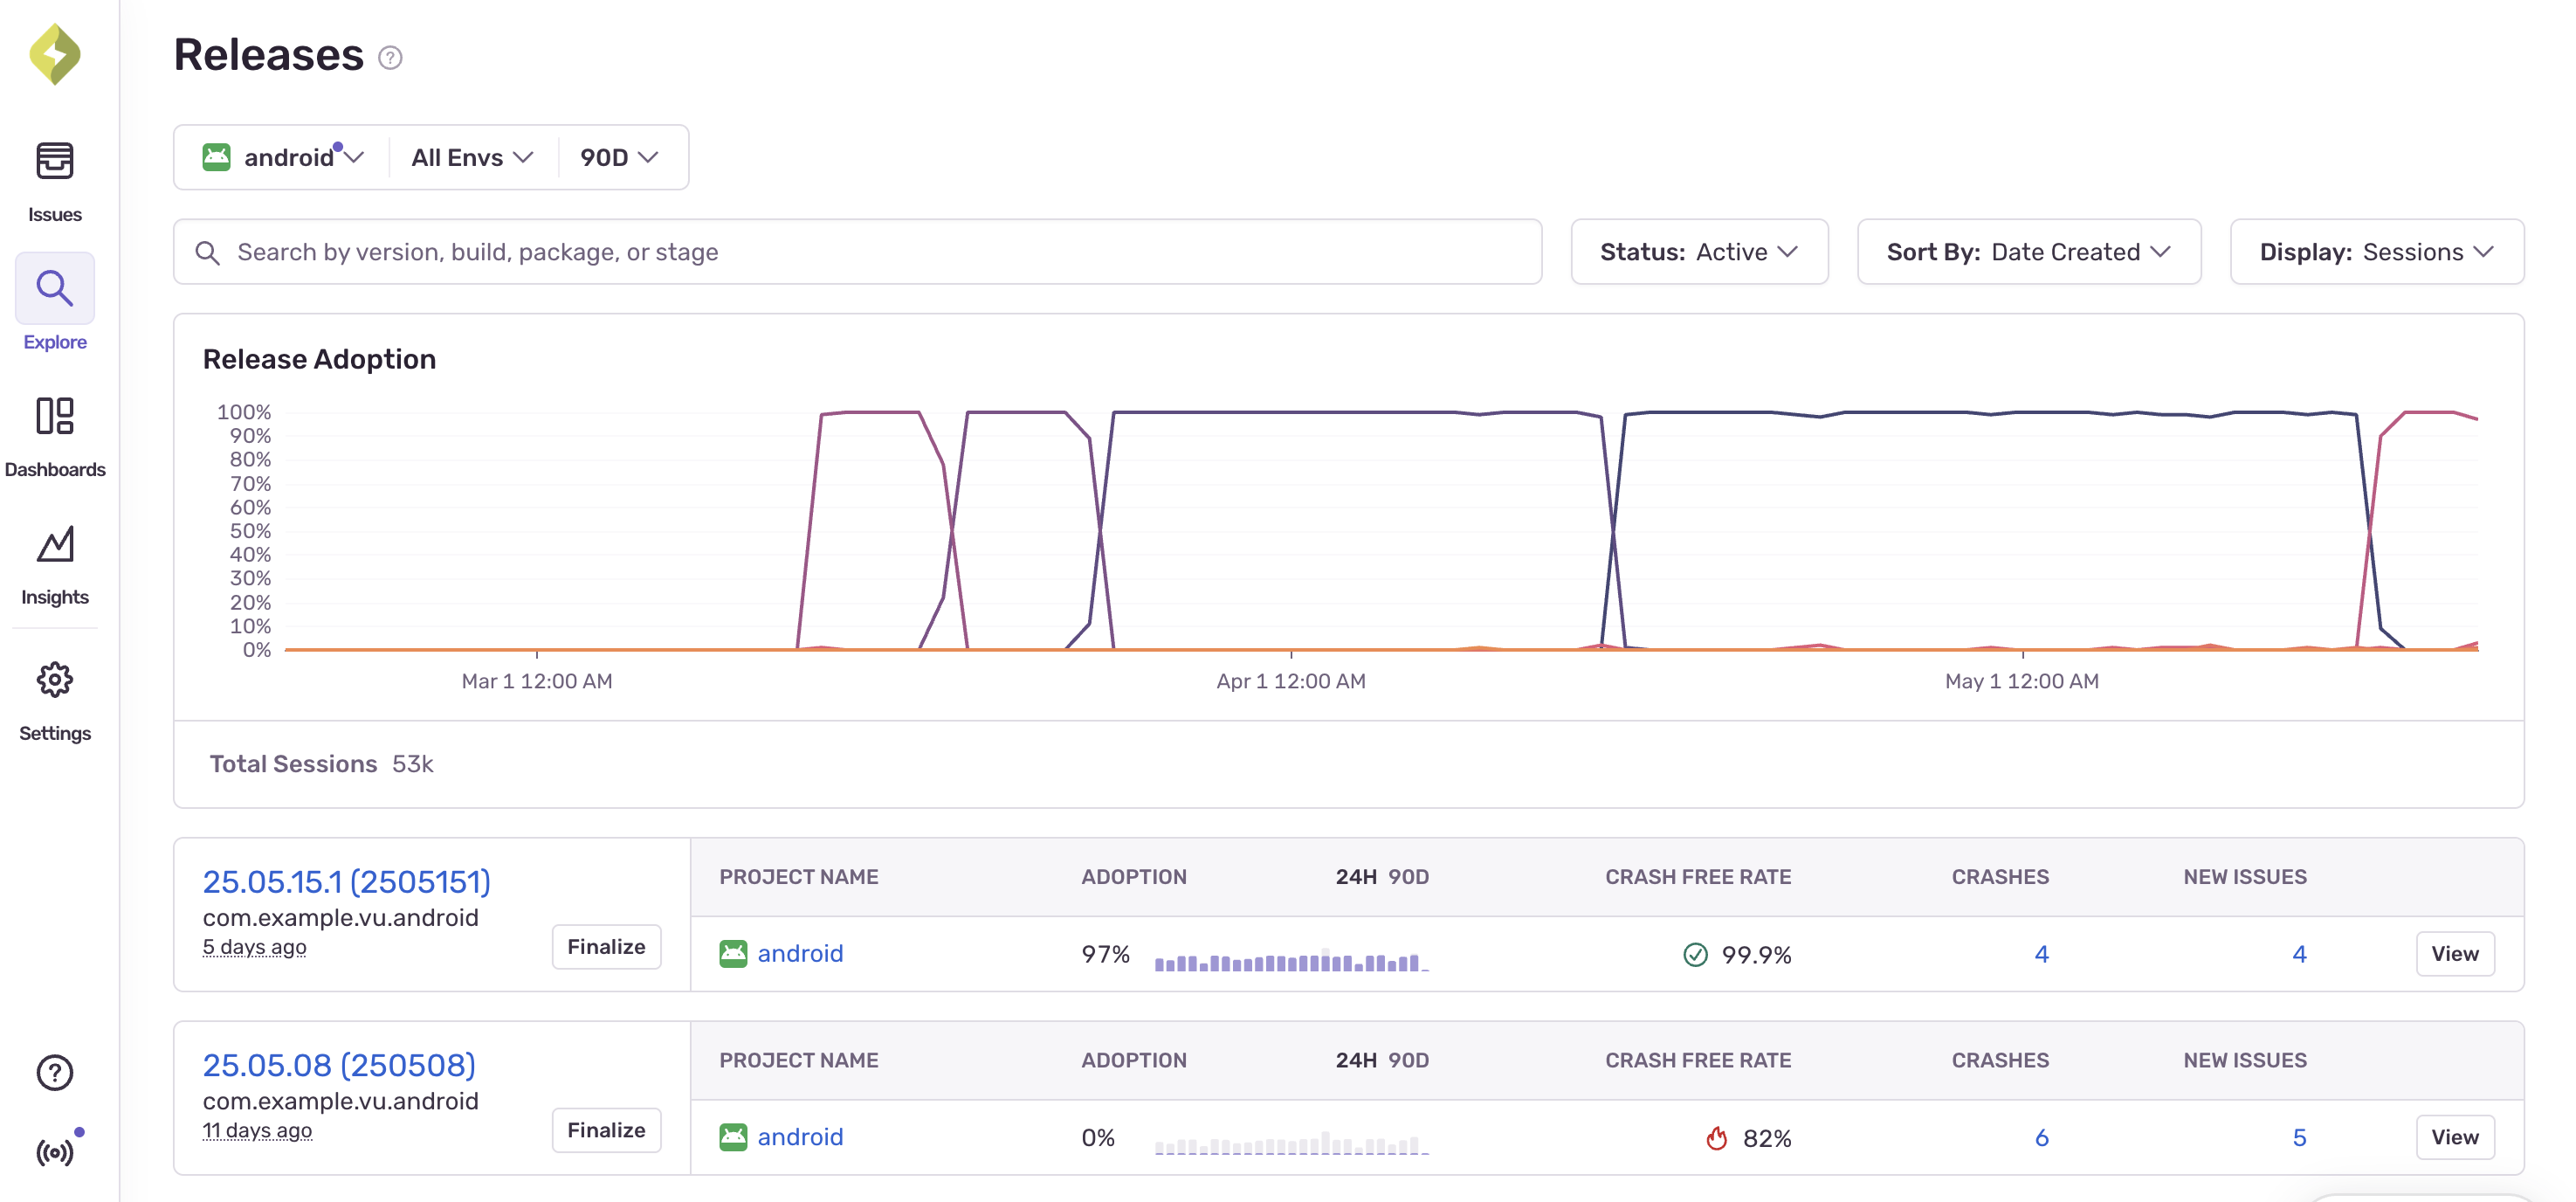 Releases
android All Envs 90D
Search by version, build, package, or stage
Status: Active
Sort By: Date Created
Display: Sessions
Issues
Explore
Dashboards
Insights
Settings
Release Adoption
100%
90%
80%
70%
60%
50%
40%
30%
20%
10%
0%
Mar 1 12:00 AM Apr 1 12:00 AM May 1 12:00 AM
Total Sessions 53k
25.05.15.1 (2505151)
com.example.vu.android
5 days ago
Finalize
PROJECT NAME ADOPTION 24H 90D CRASH FREE RATE CRASHES NEW ISSUES
android 97% 99.9% 4 4 View
25.05.08 (250508)
com.example.vu.android
11 days ago
Finalize
PROJECT NAME ADOPTION 24H 90D CRASH FREE RATE CRASHES NEW ISSUES
android 0% 82% 6 5 View